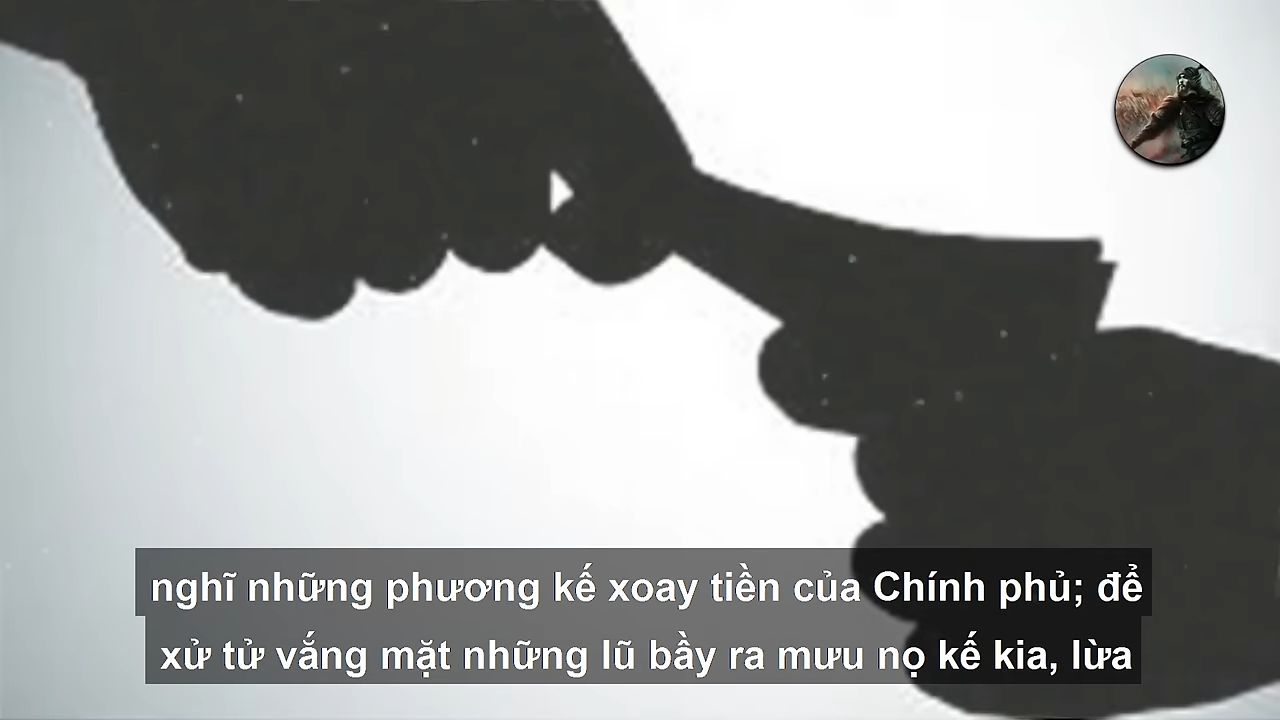 nghĩ những phương kế xoay tiền của Chính phủ; để
xử tử vắng mặt những lũ bầy ra mưu nọ kế kia, lừa